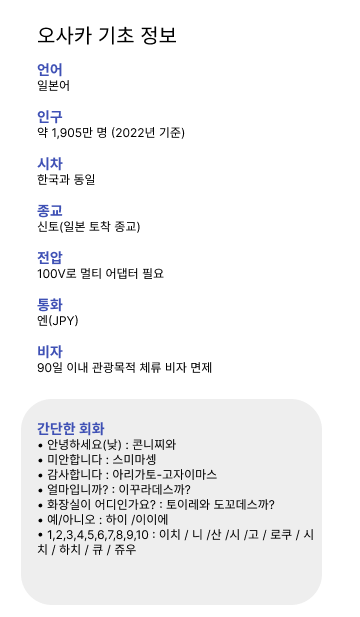 오사카 기초 정보
언어
일본어
인구
약 1,905만 명 (2022년 기준)
시차
한국과 동일
종교
신토(일본 토착 종교)
전압
100V로 멀티 어댑터 필요
통화
엔(JPY)
비자
90일 이내 관광목적 체류 비자 면제
간단한 회화
• 안녕하세요(낮) : 콘니찌와
• 미안합니다 : 스미마셍
• 감사합니다 : 아리가토-고자이마스
• 얼마입니까? : 이꾸라데스까?
• 화장실이 어디인가요? : 토이레와 도꼬데스까?
• 예/아니오 : 하이 /이이에
• 1,2,3,4,5,6,7,8,9,10 : 이치 / 니 /산 /시 /고 / 로쿠 / 시
치 / 하치 / 큐 / 쥬우